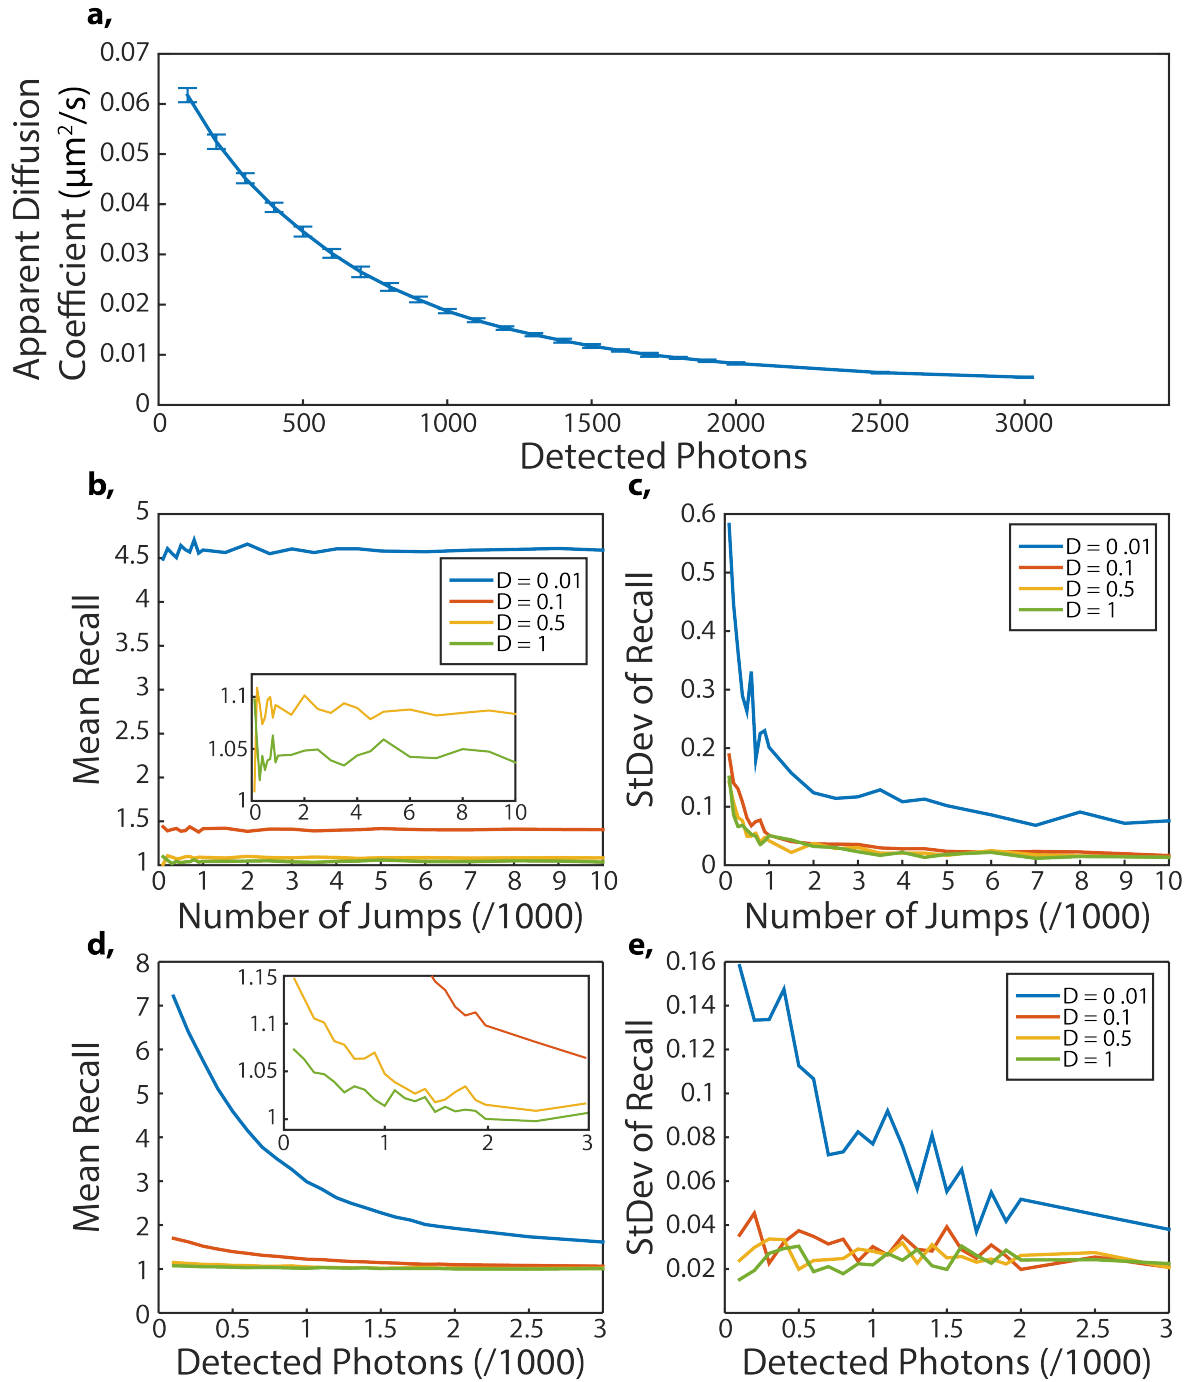 a,
0.07
0.06
0.05
0.04
0.03
0.02
0.01
0
Apparent Diffusion
Coefficient (μm²/s)
0 500 1000 1500 2000 2500 3000
Detected Photons
b,
5
4.5
4
3.5
3
2.5
2
1.5
1
Mean Recall
D = 0 .01
D = 0.1
D = 0.5
D = 1
1.1
1.05
1
0 2 4 6 8 10
0 1 2 3 4 5 6 7 8 9 10
Number of Jumps (/1000)
c,
0.6
0.5
0.4
0.3
0.2
0.1
0
StDev of Recall
D = 0 .01
D = 0.1
D = 0.5
D = 1
0 1 2 3 4 5 6 7 8 9 10
Number of Jumps (/1000)
d,
8
7
6
5
4
3
2
1
0
Mean Recall
1.15
1.1
1.05
1
0 1 2 3
0 0.5 1 1.5 2 2.5 3
Detected Photons (/1000)
e,
0.16
0.14
0.12
0.1
0.08
0.06
0.04
0.02
StDev of Recall
D = 0 .01
D = 0.1
D = 0.5
D = 1
0 0.5 1 1.5 2 2.5 3
Detected Photons (/1000)